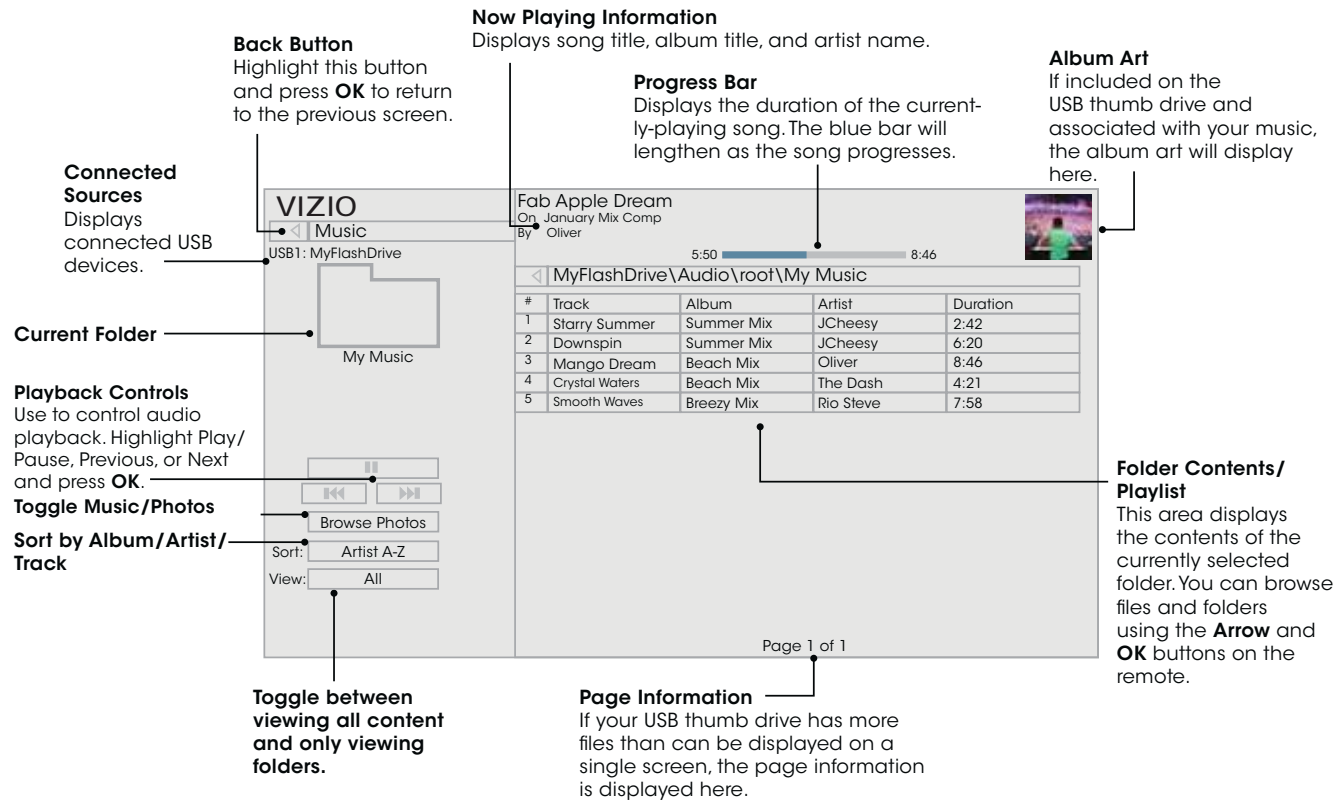 Now Playing Information
Displays song title, album title, and artist name.
Back Button
Highlight this button
and press OK to return
to the previous screen.
Progress Bar
Displays the duration of the current-
ly-playing song. The blue bar will
lengthen as the song progresses.
Album Art
If included on the
USB thumb drive and
associated with your music,
the album art will display
here.
Connected
Sources
Displays
connected USB
devices.
Current Folder
Playback Controls
Use to control audio
playback. Highlight Play/
Pause, Previous, or Next
and press OK.
Toggle Music/Photos
Sort by Album/Artist/
Track
VIZIO
Music
USB1: MyFlashDrive
My Music
Browse Photos
Sort: Artist A-Z
View: All
Fab Apple Dream
On January Mix Comp
By Oliver
5:50 8:46
MyFlashDrive\Audio\root\My Music
# Track Album Artist Duration
1 Starry Summer Summer Mix JCheesy 2:42
2 Downspin Summer Mix JCheesy 6:20
3 Mango Dream Beach Mix Oliver 8:46
4 Crystal Waters Beach Mix The Dash 4:21
5 Smooth Waves Breezy Mix Rio Steve 7:58
Page 1 of 1
Folder Contents/
Playlist
This area displays
the contents of the
currently selected
folder. You can browse
files and folders
using the Arrow and
OK buttons on the
remote.
Toggle between
viewing all content
and only viewing
folders.
Page Information
If your USB thumb drive has more
files than can be displayed on a
single screen, the page information
is displayed here.